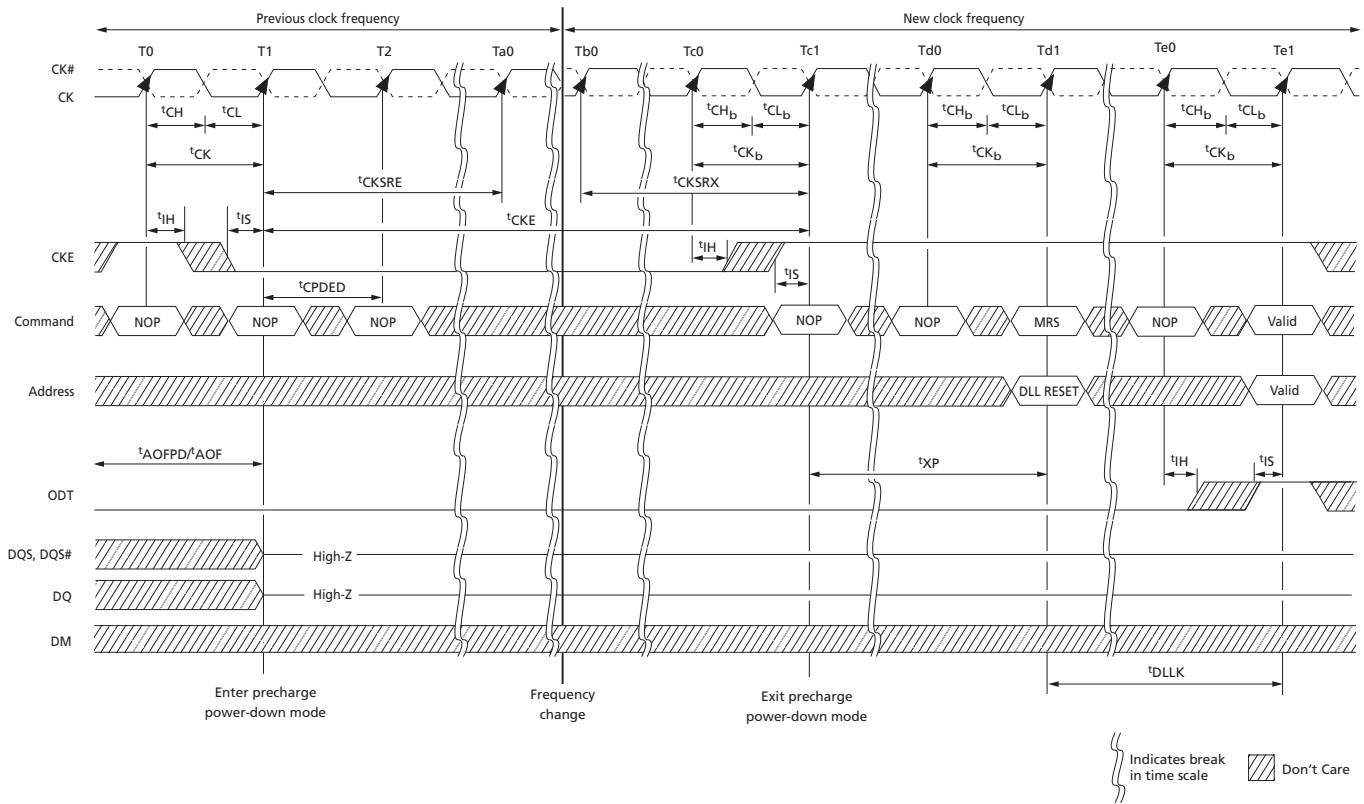 Previous clock frequency New clock frequency
T0 T1 T2 Ta0 Tb0 Tc0 Tc1 Td0 Td1 Te0 Te1
CK#
CK
tCH tCL tCHb tCLb tCHb tCLb tCHb tCLb
tCK tCKb tCKb tCKb
tCKSRE tCKSRX
tIH tIS tCKE
CKE tIH
tIS
tCPDED
Command NOP NOP NOP NOP NOP MRS NOP Valid
Address DLL RESET Valid
tAOFPD/tAOF tXP tIH tIS
ODT
DQS, DQS# High-Z
DQ High-Z
DM
tDLLK
Enter precharge
power-down mode
Frequency
change
Exit precharge
power-down mode
Indicates break
in time scale
Don't Care